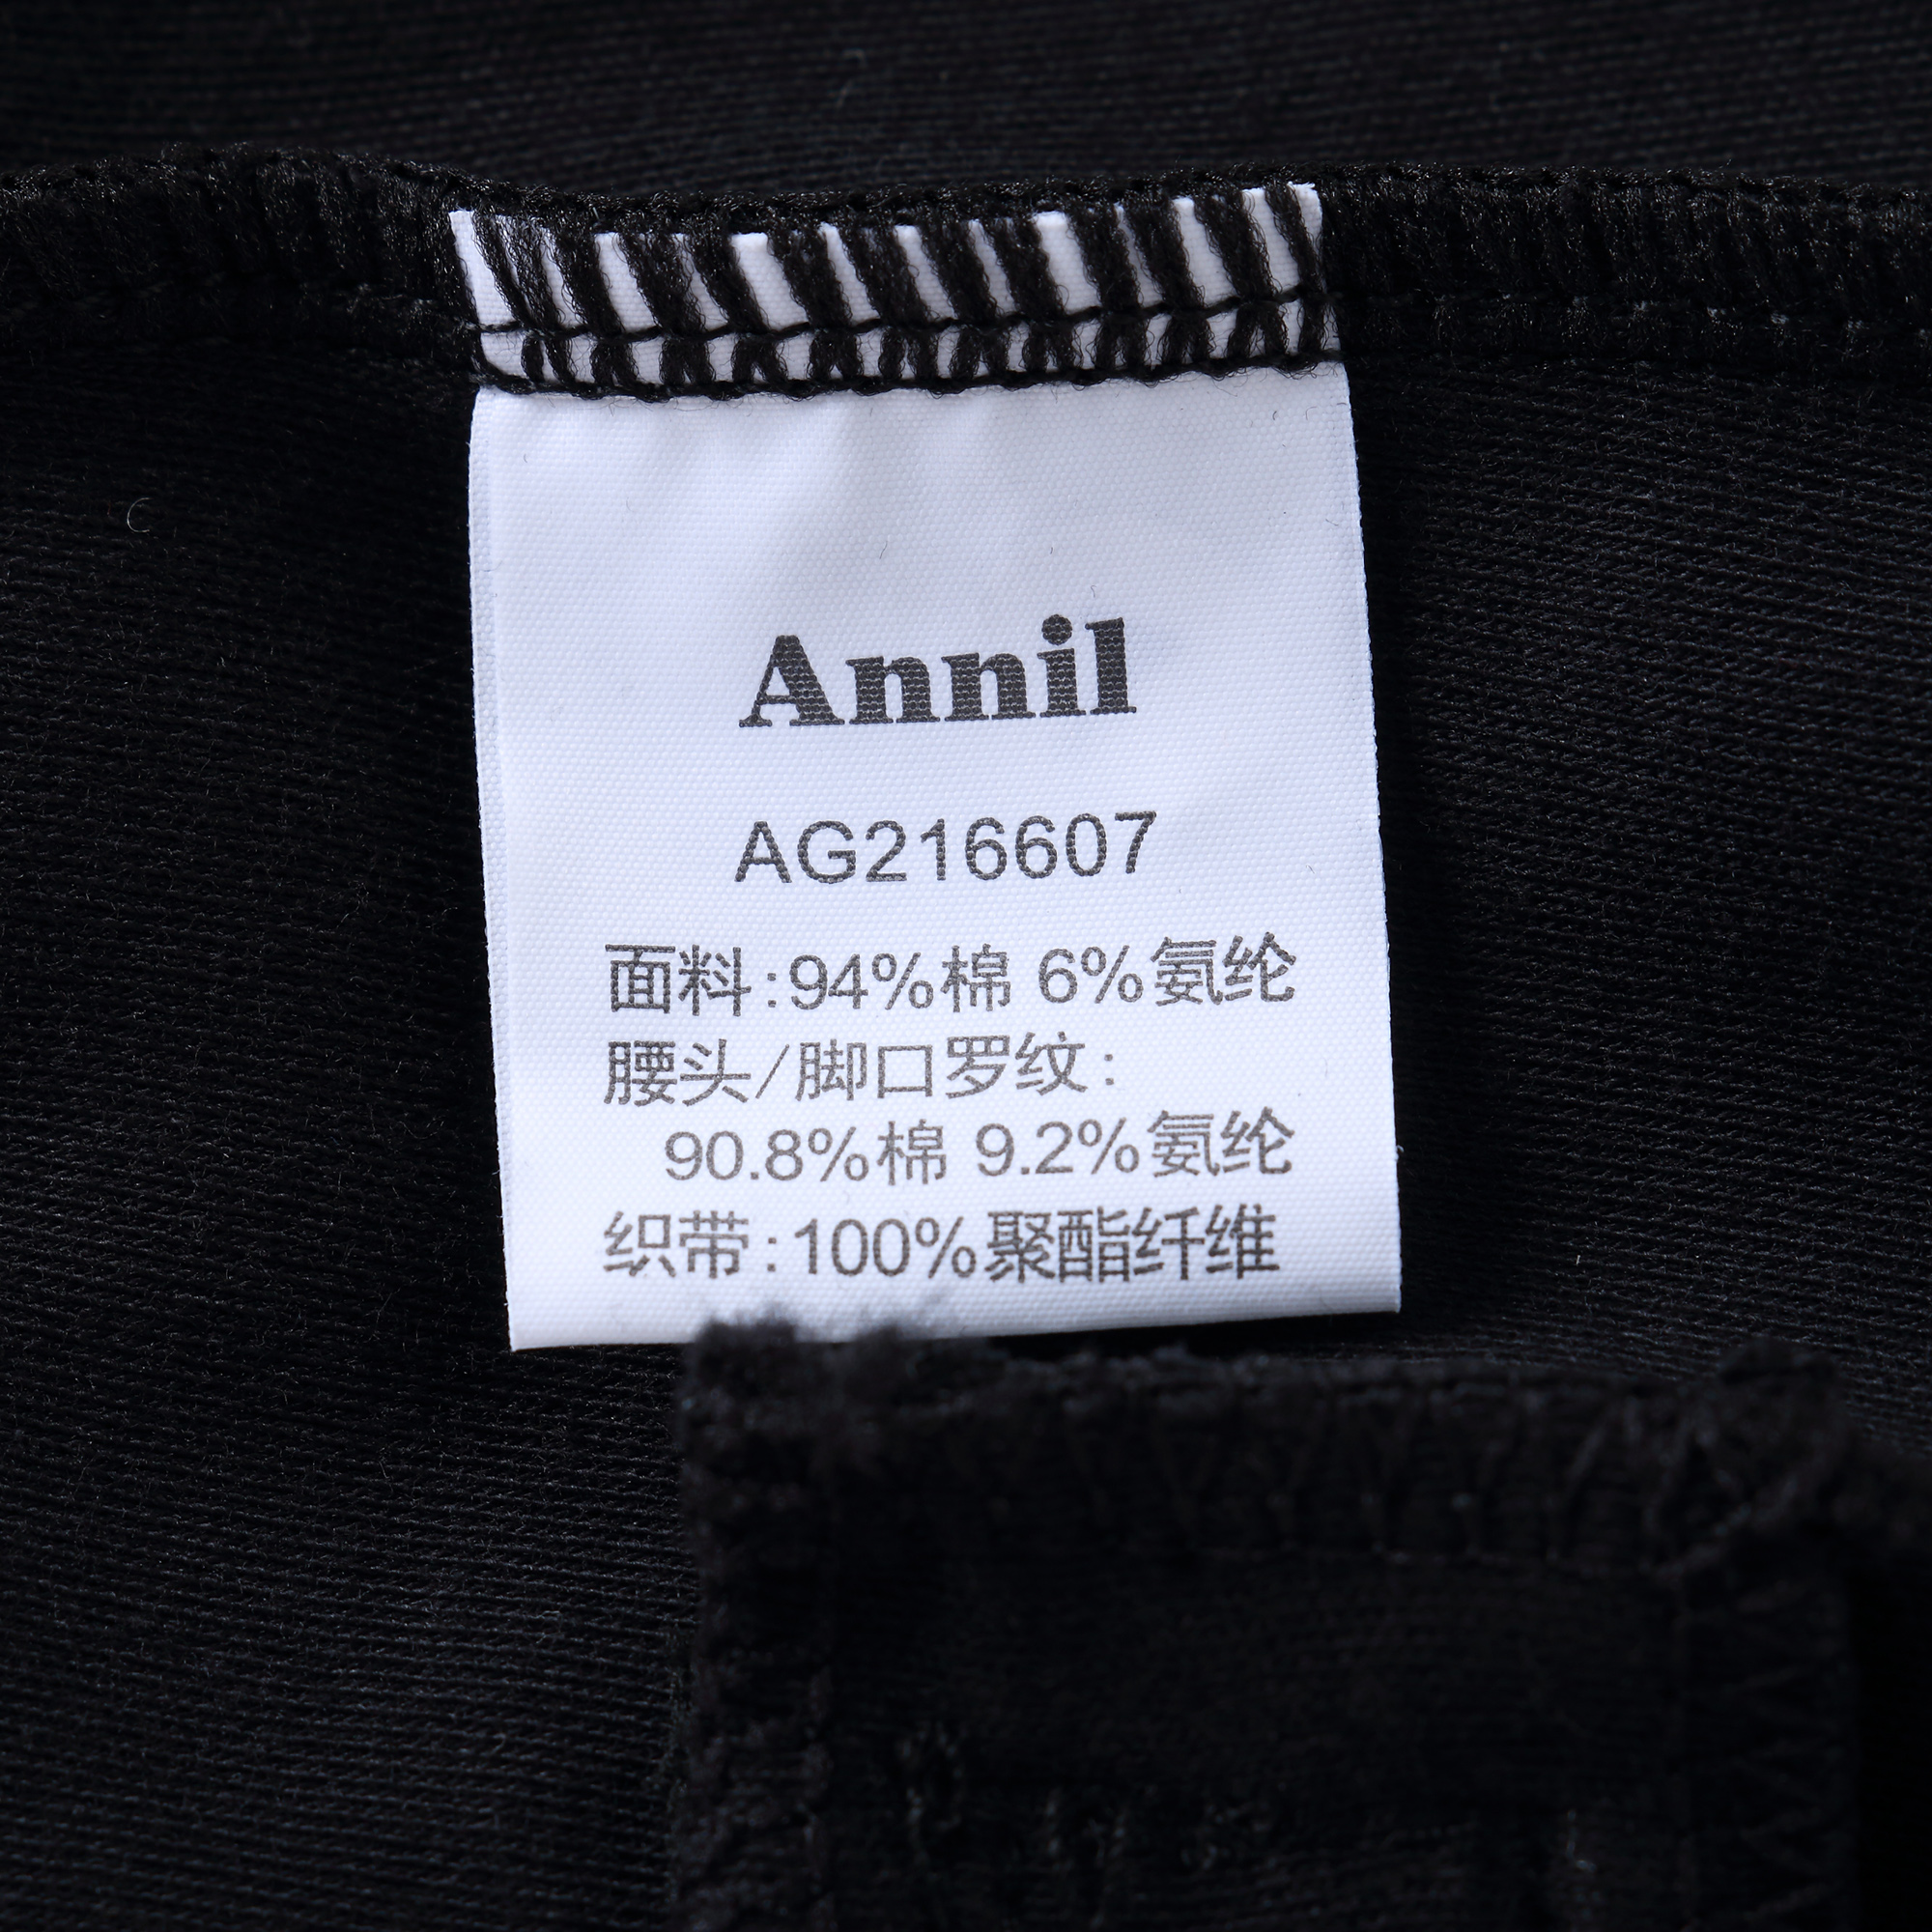 Annil
AG216607
面料:94%棉 6%氨纶
腰头/脚口罗纹:
90.8%棉 9.2%氨纶
织带:100%聚酯纤维